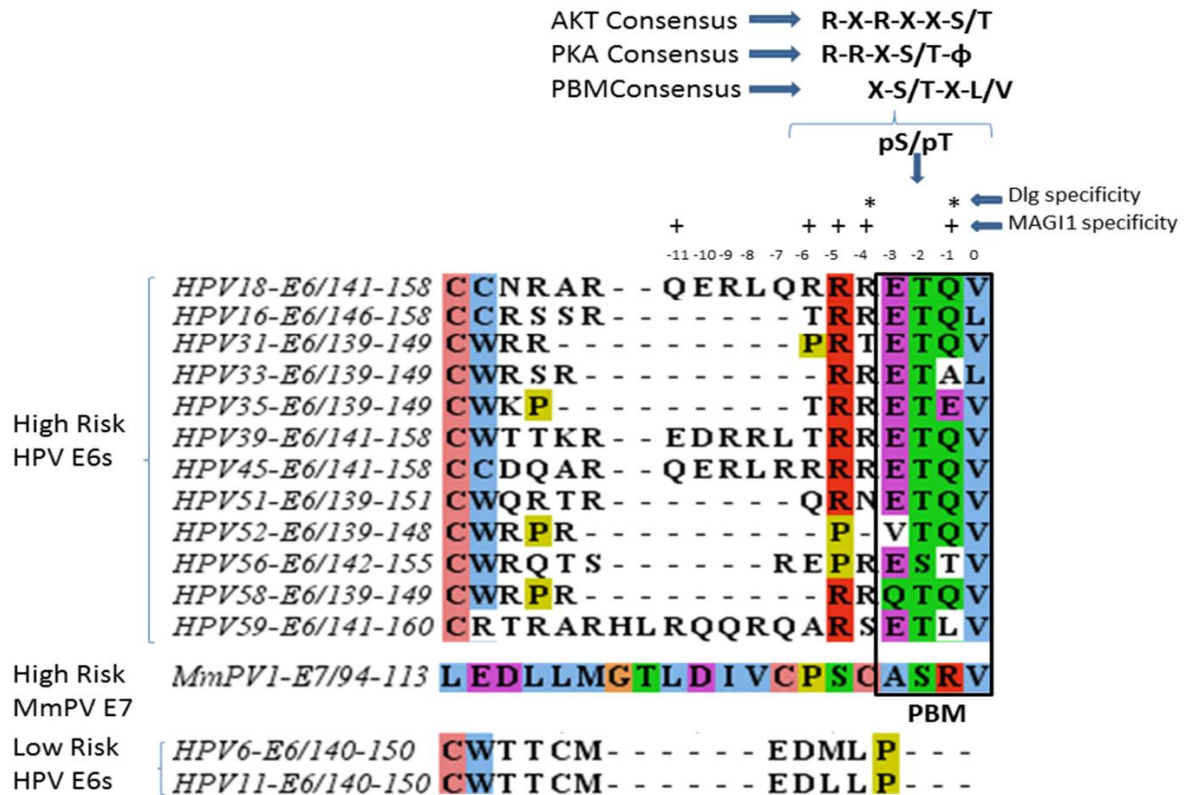 AKT Consensus R-X-R-X-X-S/T
PKA Consensus R-R-X-S/T-ɸ
PBMConsensus X-S/T-X-L/V
pS/pT
* * Dlg specificity
+ + + + + MAGI1 specificity
-11 -10 -9 -8 -7 -6 -5 -4 -3 -2 -1 0
High Risk
HPV E6s
HPV18-E6/141-158 CCNRAR--QERLQRRRETQV
HPV16-E6/146-158 CCRSSR-------TRRETQL
HPV31-E6/139-149 CWRR---------PRTETQV
HPV33-E6/139-149 CWRSR---------RRETAL
HPV35-E6/139-149 CWKP---------TRRETEV
HPV39-E6/141-158 CWTTKR--EDRRLTRRETQV
HPV45-E6/141-158 CCDQAR--QERLRRRRETQV
HPV51-E6/139-151 CWQRTR-------QRNETQV
HPV52-E6/139-148 CWRPR---------P-VTQV
HPV56-E6/142-155 CWRQTS------REPRESTV
HPV58-E6/139-149 CWRPR---------RRQTQV
HPV59-E6/141-160 CRTRARHLRQQRQARSETLV
High Risk
MmPV E7
MmPV1-E7/94-113 LEDLLMGTLDIVCPSCASRV
PBM
Low Risk
HPV E6s
HPV6-E6/140-150 CWTTCM------EDMLP---
HPV11-E6/140-150 CWTTCM------EDLLP---